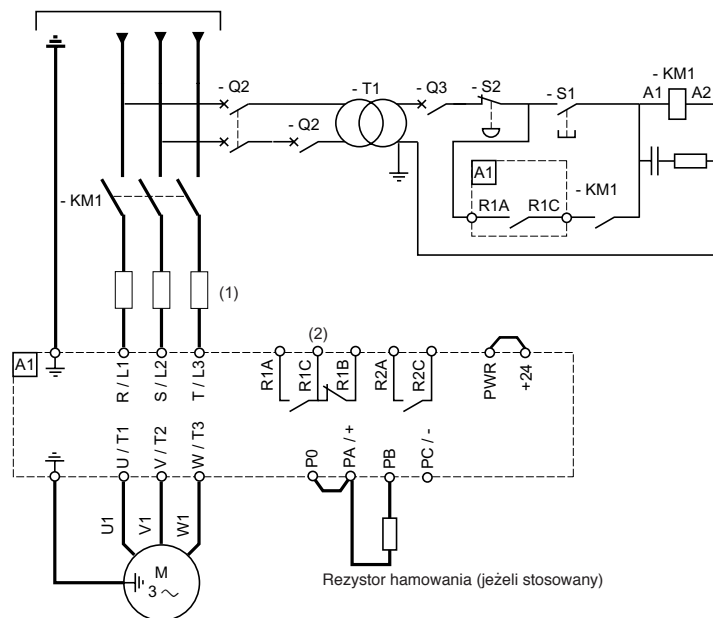 - Q2
- T1
- Q3
- S2
- S1
- KM1
A1
A2
- Q2
A1
- KM1
R1A
R1C
- KM1
(1)
A1
R / L1
S / L2
T / L3
(2)
R1A
R1C
R1B
R2A
R2C
PWR
+24
U / T1
V / T2
W / T3
P0
PA / +
PB
PC / -
U1
V1
W1
M
3 ~
Rezystor hamowania (jeżeli stosowany)